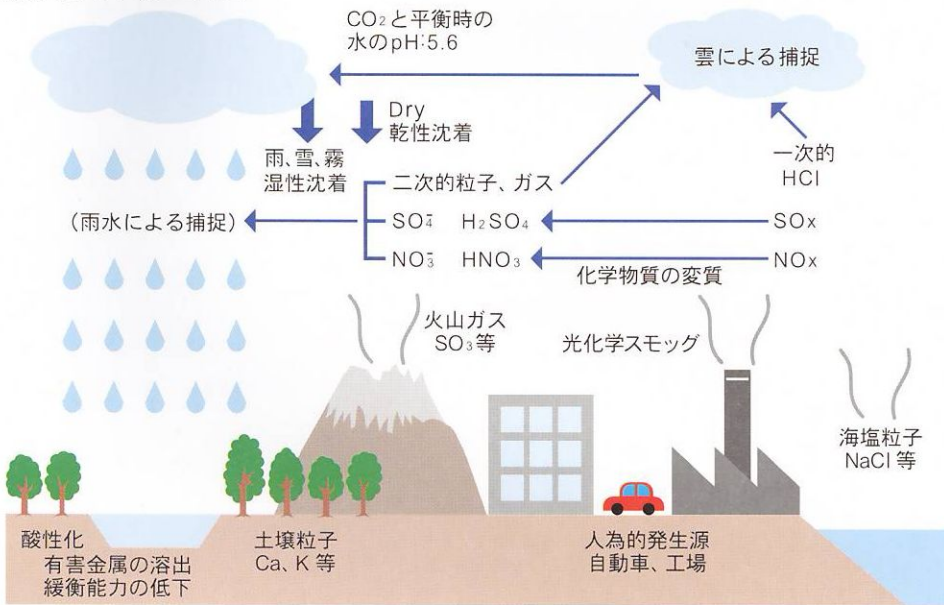 CO₂と平衡時の
水のpH:5.6
雲による捕捉
Dry
乾性沈着
雨、雪、霧
湿性沈着
一次的
HCl
二次的粒子、ガス
(雨水による捕捉)
SO₄⁻ H₂SO₄
SOx
NO₃⁻ HNO₃
NOx
化学物質の変質
火山ガス
SO₃等
光化学スモッグ
海塩粒子
NaCl 等
酸性化
有害金属の溶出
緩衝能力の低下
土壌粒子
Ca、K 等
人為的発生源
自動車、工場